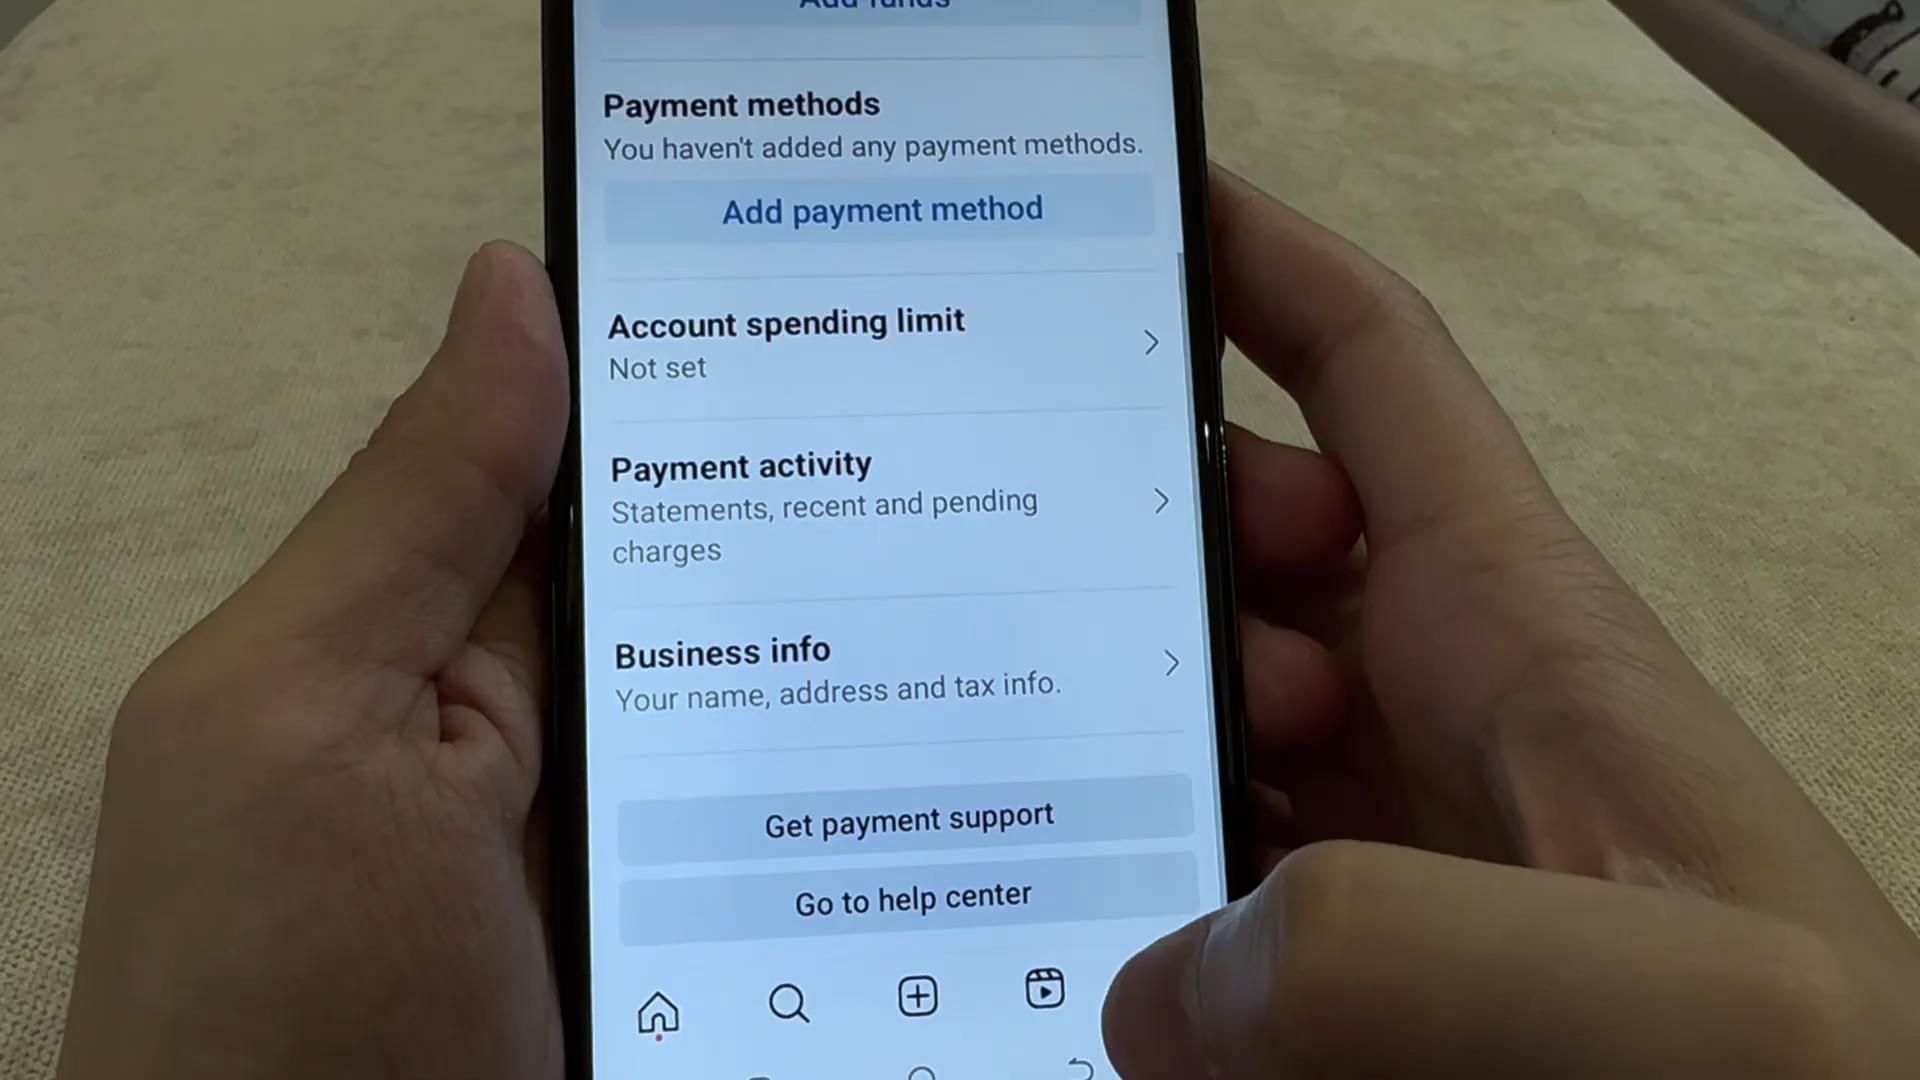 Add funds
Payment methods
You haven't added any payment methods.
Add payment method
Account spending limit
Not set
Payment activity
Statements, recent and pending
charges
Business info
Your name, address and tax info.
Get payment support
Go to help center